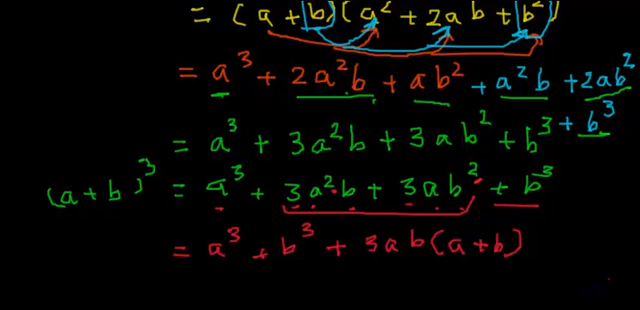 = (a + b)(a² + 2ab + b²)
= a³ + 2a²b + ab² + a²b + 2ab² + b³
= a³ + 3a²b + 3ab² + b³
(a+b)³ = a³ + 3a²b + 3ab² + b³
= a³ + b³ + 3ab(a+b)